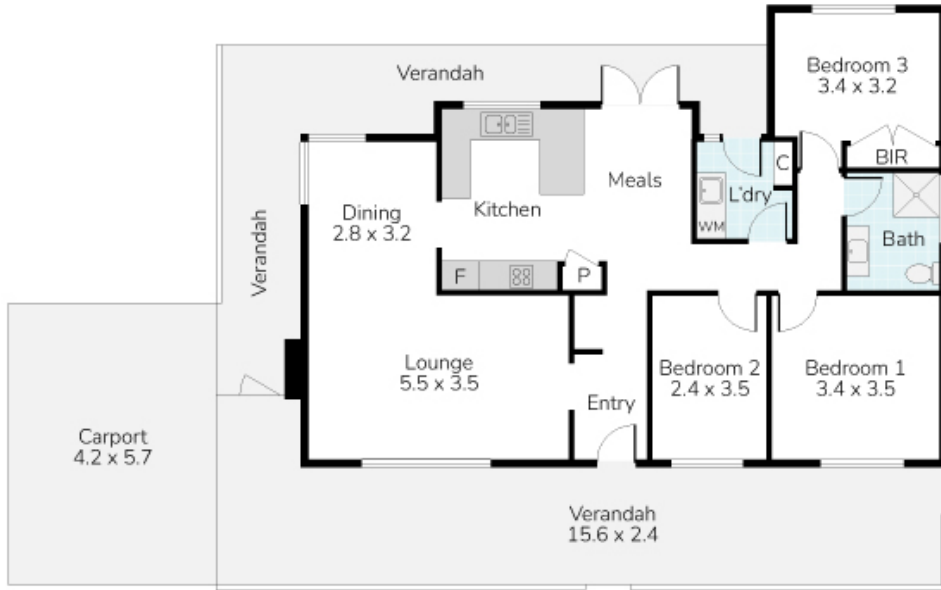 Bedroom 3
3.4 x 3.2
Verandah
BIR
C
Meals
L'dry
WM
Kitchen
Dining
2.8 x 3.2
Verandah
Bath
F
P
Lounge
5.5 x 3.5
Entry
Bedroom 2
2.4 x 3.5
Bedroom 1
3.4 x 3.5
Carport
4.2 x 5.7
Verandah
15.6 x 2.4